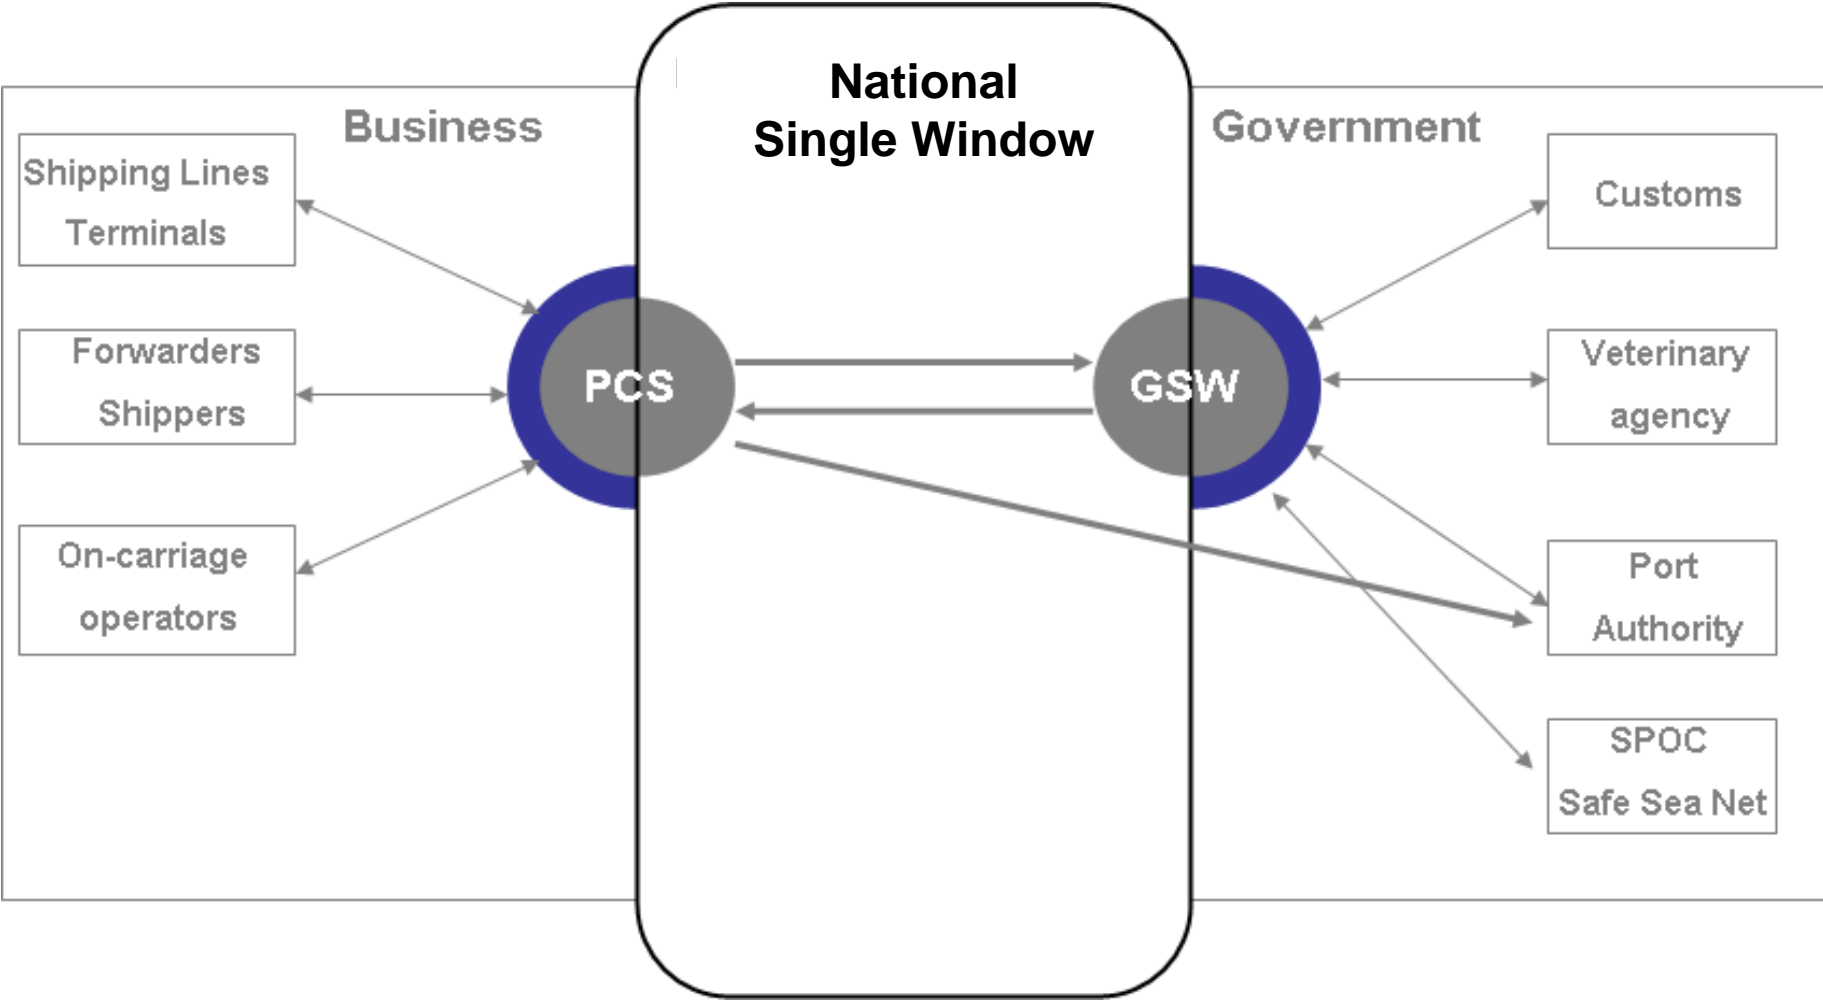 National
Single Window
Business
Shipping Lines
Terminals
Forwarders
Shippers
On-carriage
operators
PCS
GSW
Government
Customs
Veterinary
agency
Port
Authority
SPOC
Safe Sea Net